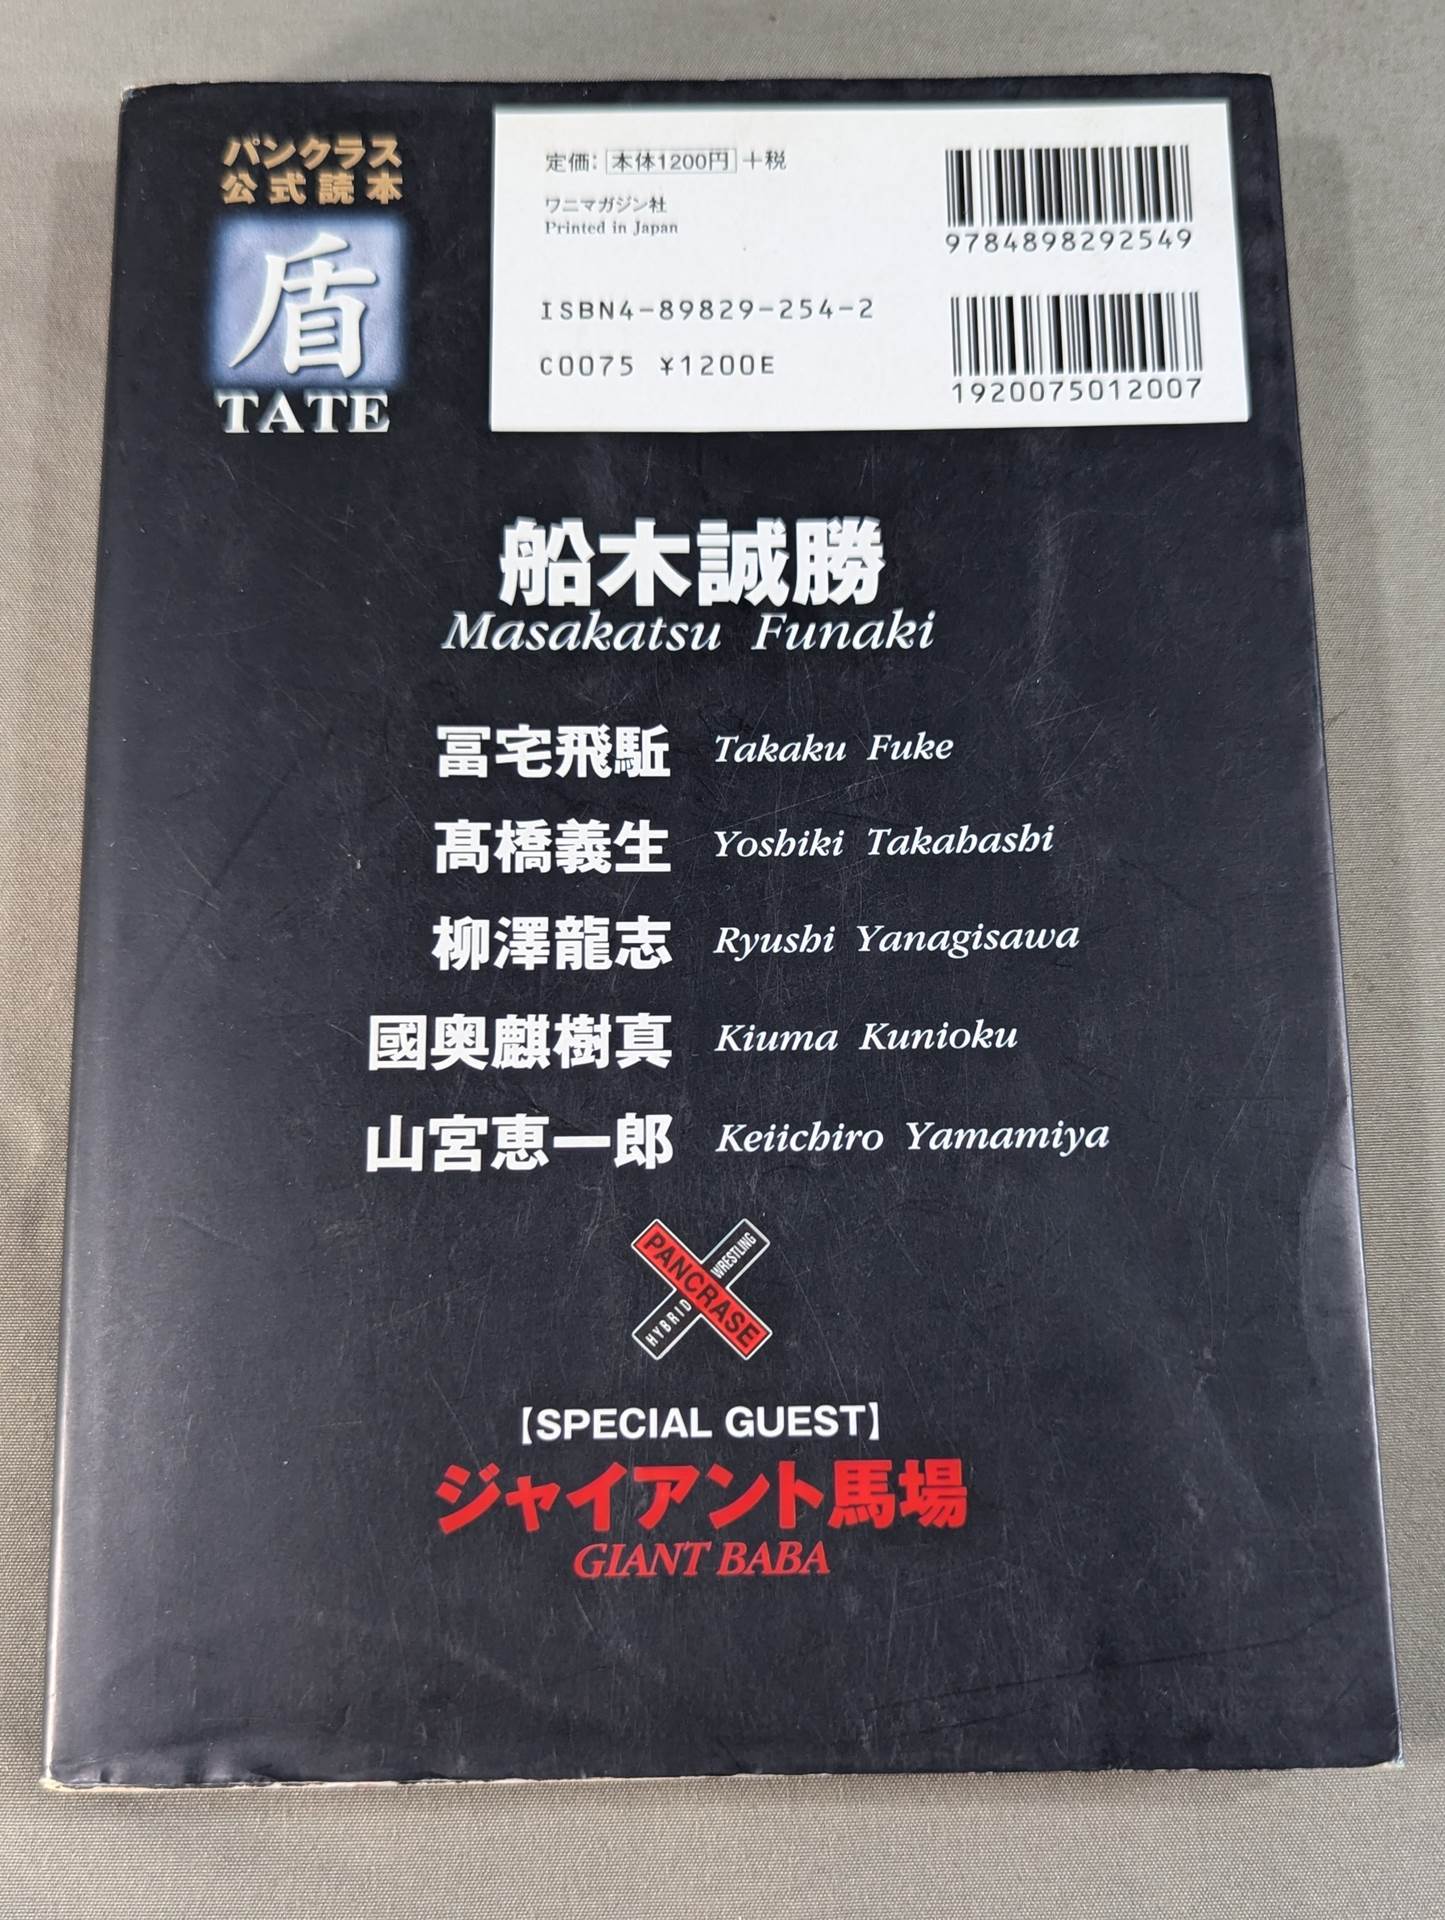 パンクラス
公式読本
盾
TATE
定価：本体1200円＋税
ワニマガジン社
Printed in Japan
ISBN4-89829-254-2
C0075 ¥1200E
9784898292549
1920075012007
船木誠勝
Masakatsu Funaki
冨宅飛駈 Takaku Fuke
髙橋義生 Yoshiki Takahashi
柳澤龍志 Ryushi Yanagisawa
國奥麒樹真 Kiuma Kunioku
山宮恵一郎 Keiichiro Yamamiya
PANCRASE
HYBRID WRESTLING
【SPECIAL GUEST】
ジャイアント馬場
GIANT BABA